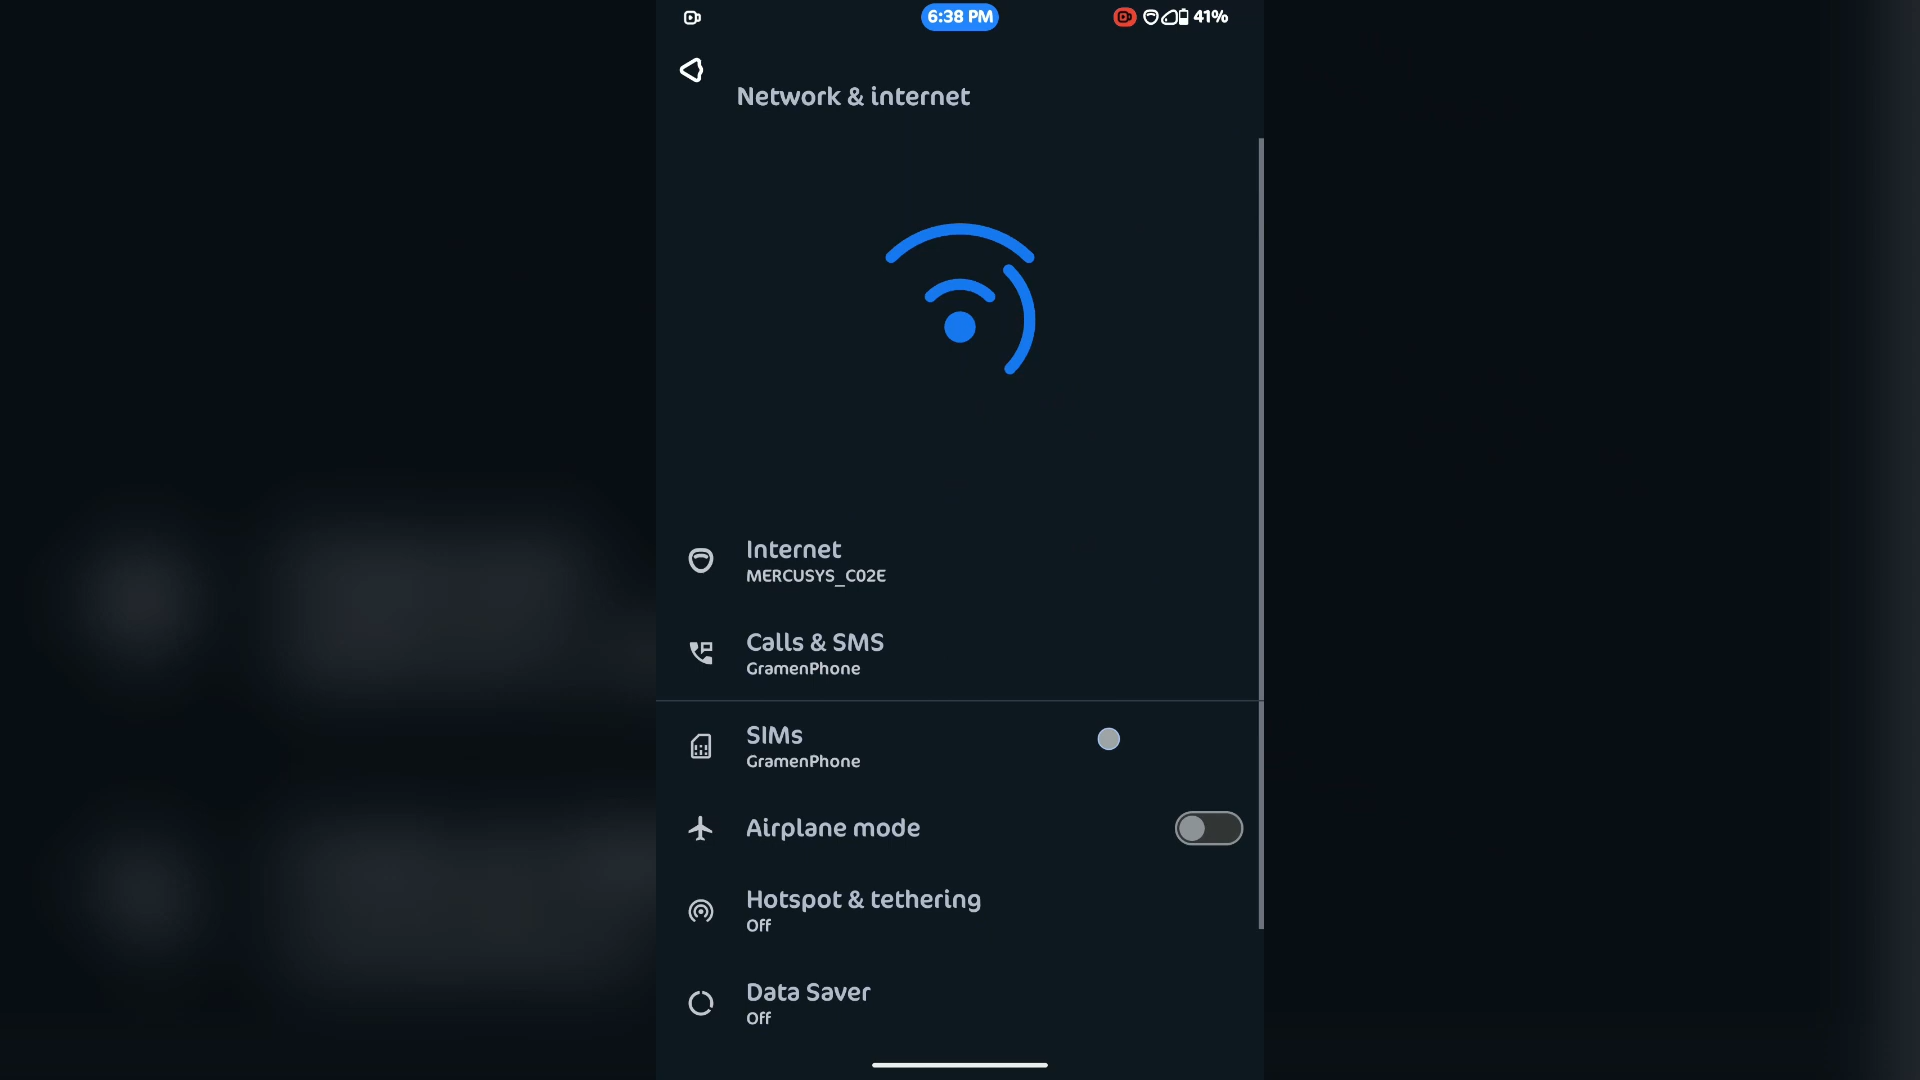 6:38 PM
41%
Network & internet
Internet
MERCUSYS_C02E
Calls & SMS
GramenPhone
SIMs
GramenPhone
Airplane mode
Hotspot & tethering
Off
Data Saver
Off